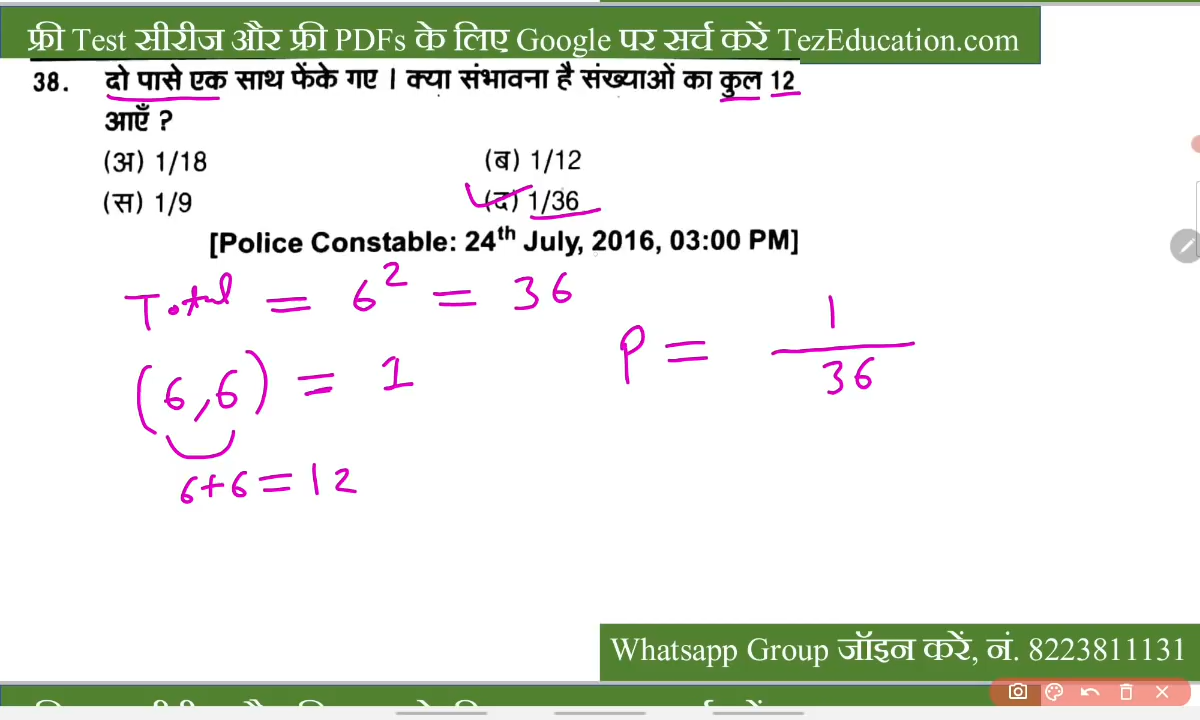 फ्री Test सीरीज और फ्री PDFs के लिए Google पर सर्च करें TezEducation.com
38. दो पासे एक साथ फेंके गए । क्या संभावना है संख्याओं का कुल 12
आएँ ?
(अ) 1/18 (ब) 1/12
(स) 1/9 (द) 1/36
[Police Constable: 24th July, 2016, 03:00 PM]
Total = 6² = 36
(6,6) = 1
P = 1/36
6+6=12
Whatsapp Group जॉइन करें, नं. 8223811131